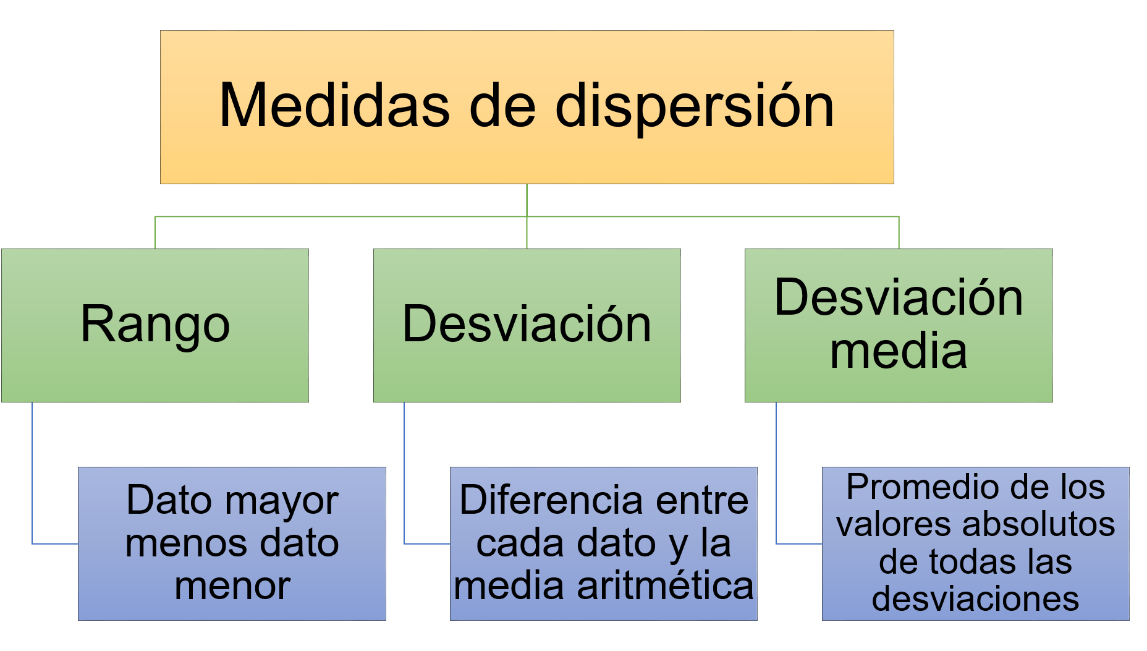 Medidas de dispersión
Rango
Desviación
Desviación
media
Dato mayor
menos dato
menor
Diferencia entre
cada dato y la
media aritmética
Promedio de los
valores absolutos
de todas las
desviaciones